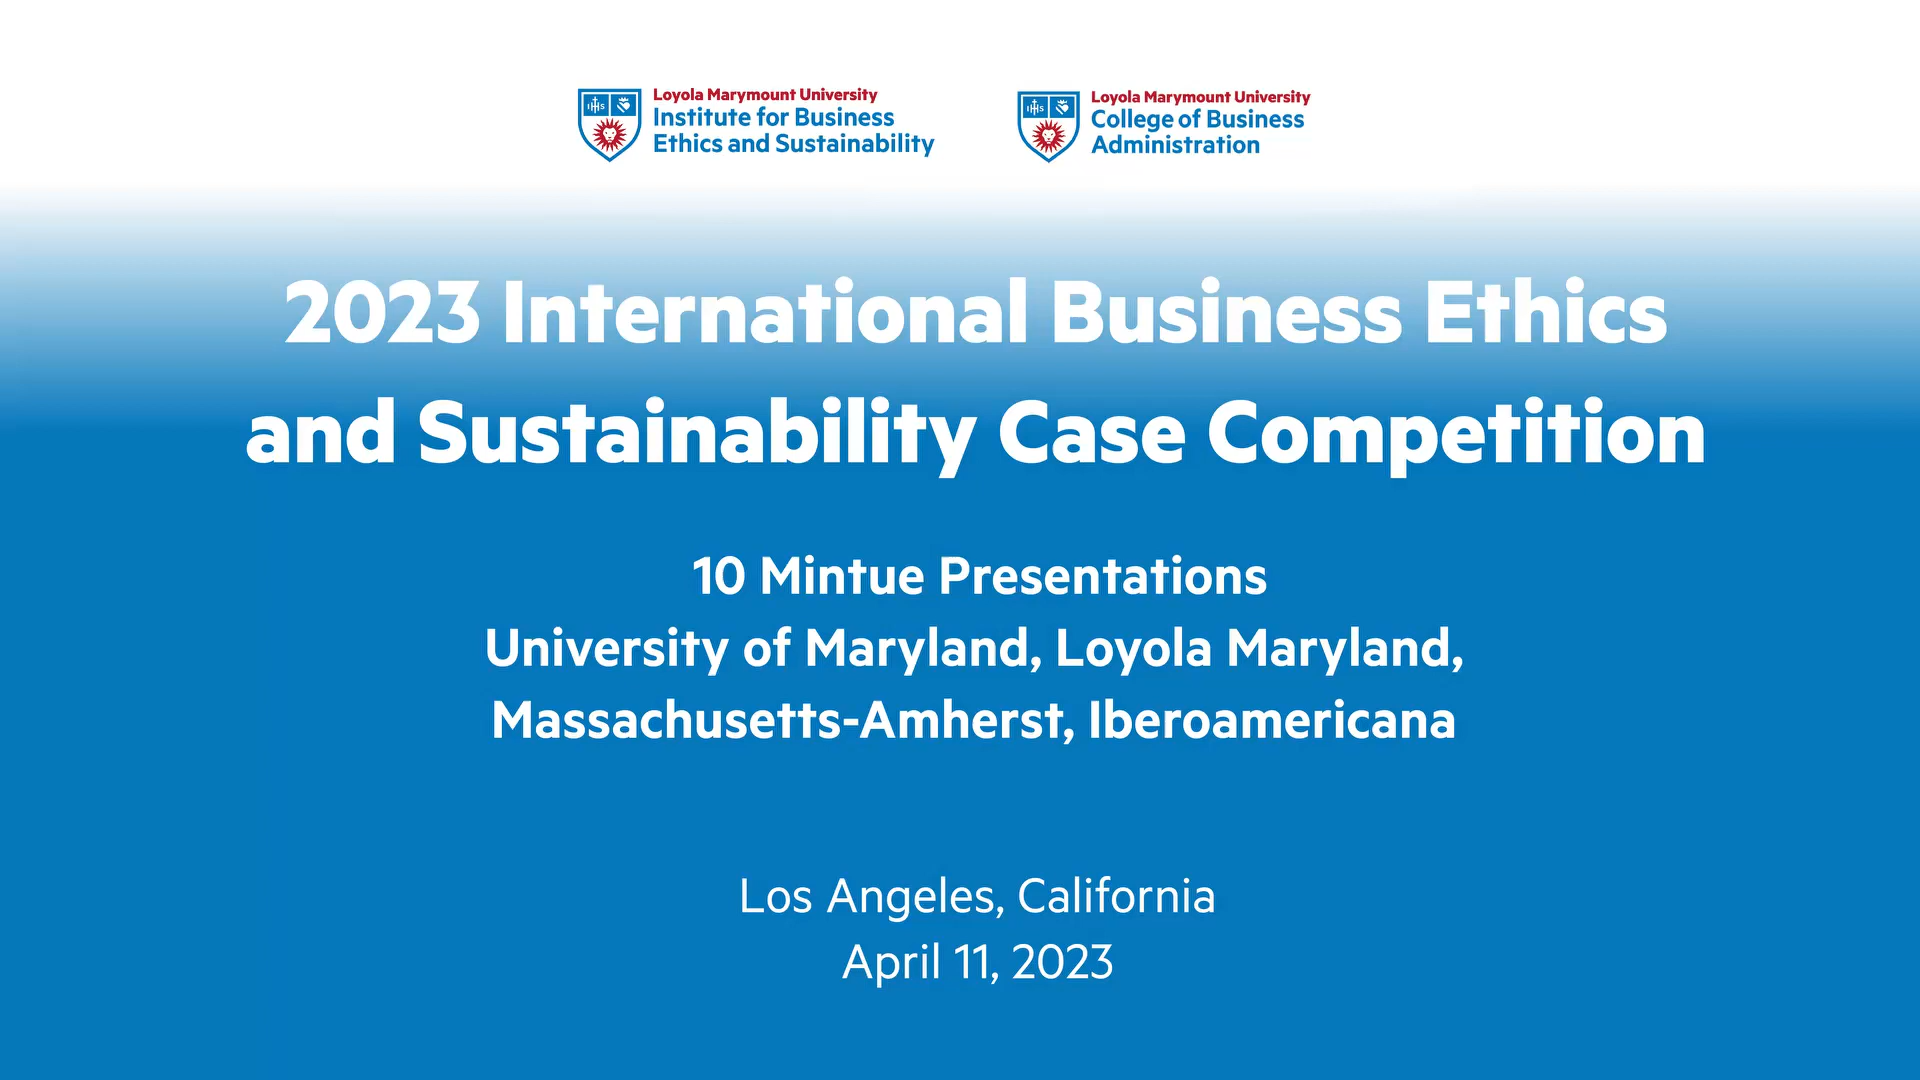 Loyola Marymount University
Institute for Business
Ethics and Sustainability
Loyola Marymount University
College of Business
Administration
2023 International Business Ethics
and Sustainability Case Competition
10 Mintue Presentations
University of Maryland, Loyola Maryland,
Massachusetts-Amherst, Iberoamericana
Los Angeles, California
April 11, 2023